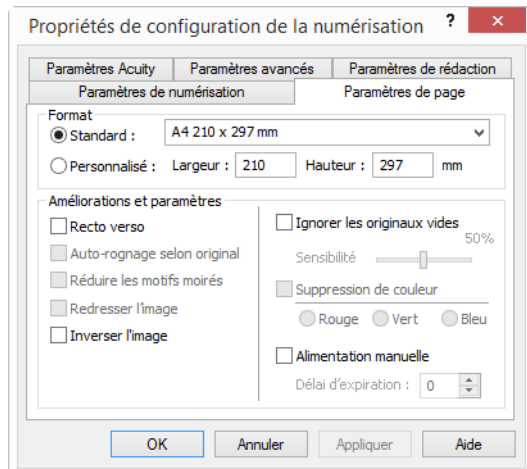 Propriétés de configuration de la numérisation ? ×
Paramètres Acuity Paramètres avancés Paramètres de rédaction
Paramètres de numérisation Paramètres de page
Format
Standard : A4 210 x 297 mm
Personnalisé : Largeur : 210 Hauteur : 297 mm
Améliorations et paramètres
Recto verso
Auto-rognage selon original
Réduire les motifs moirés
Redresser l'image
Inverser l'image
Ignorer les originaux vides
50%
Sensibilité
Suppression de couleur
Rouge Vert Bleu
Alimentation manuelle
Délai d'expiration : 0
OK Annuler Appliquer Aide